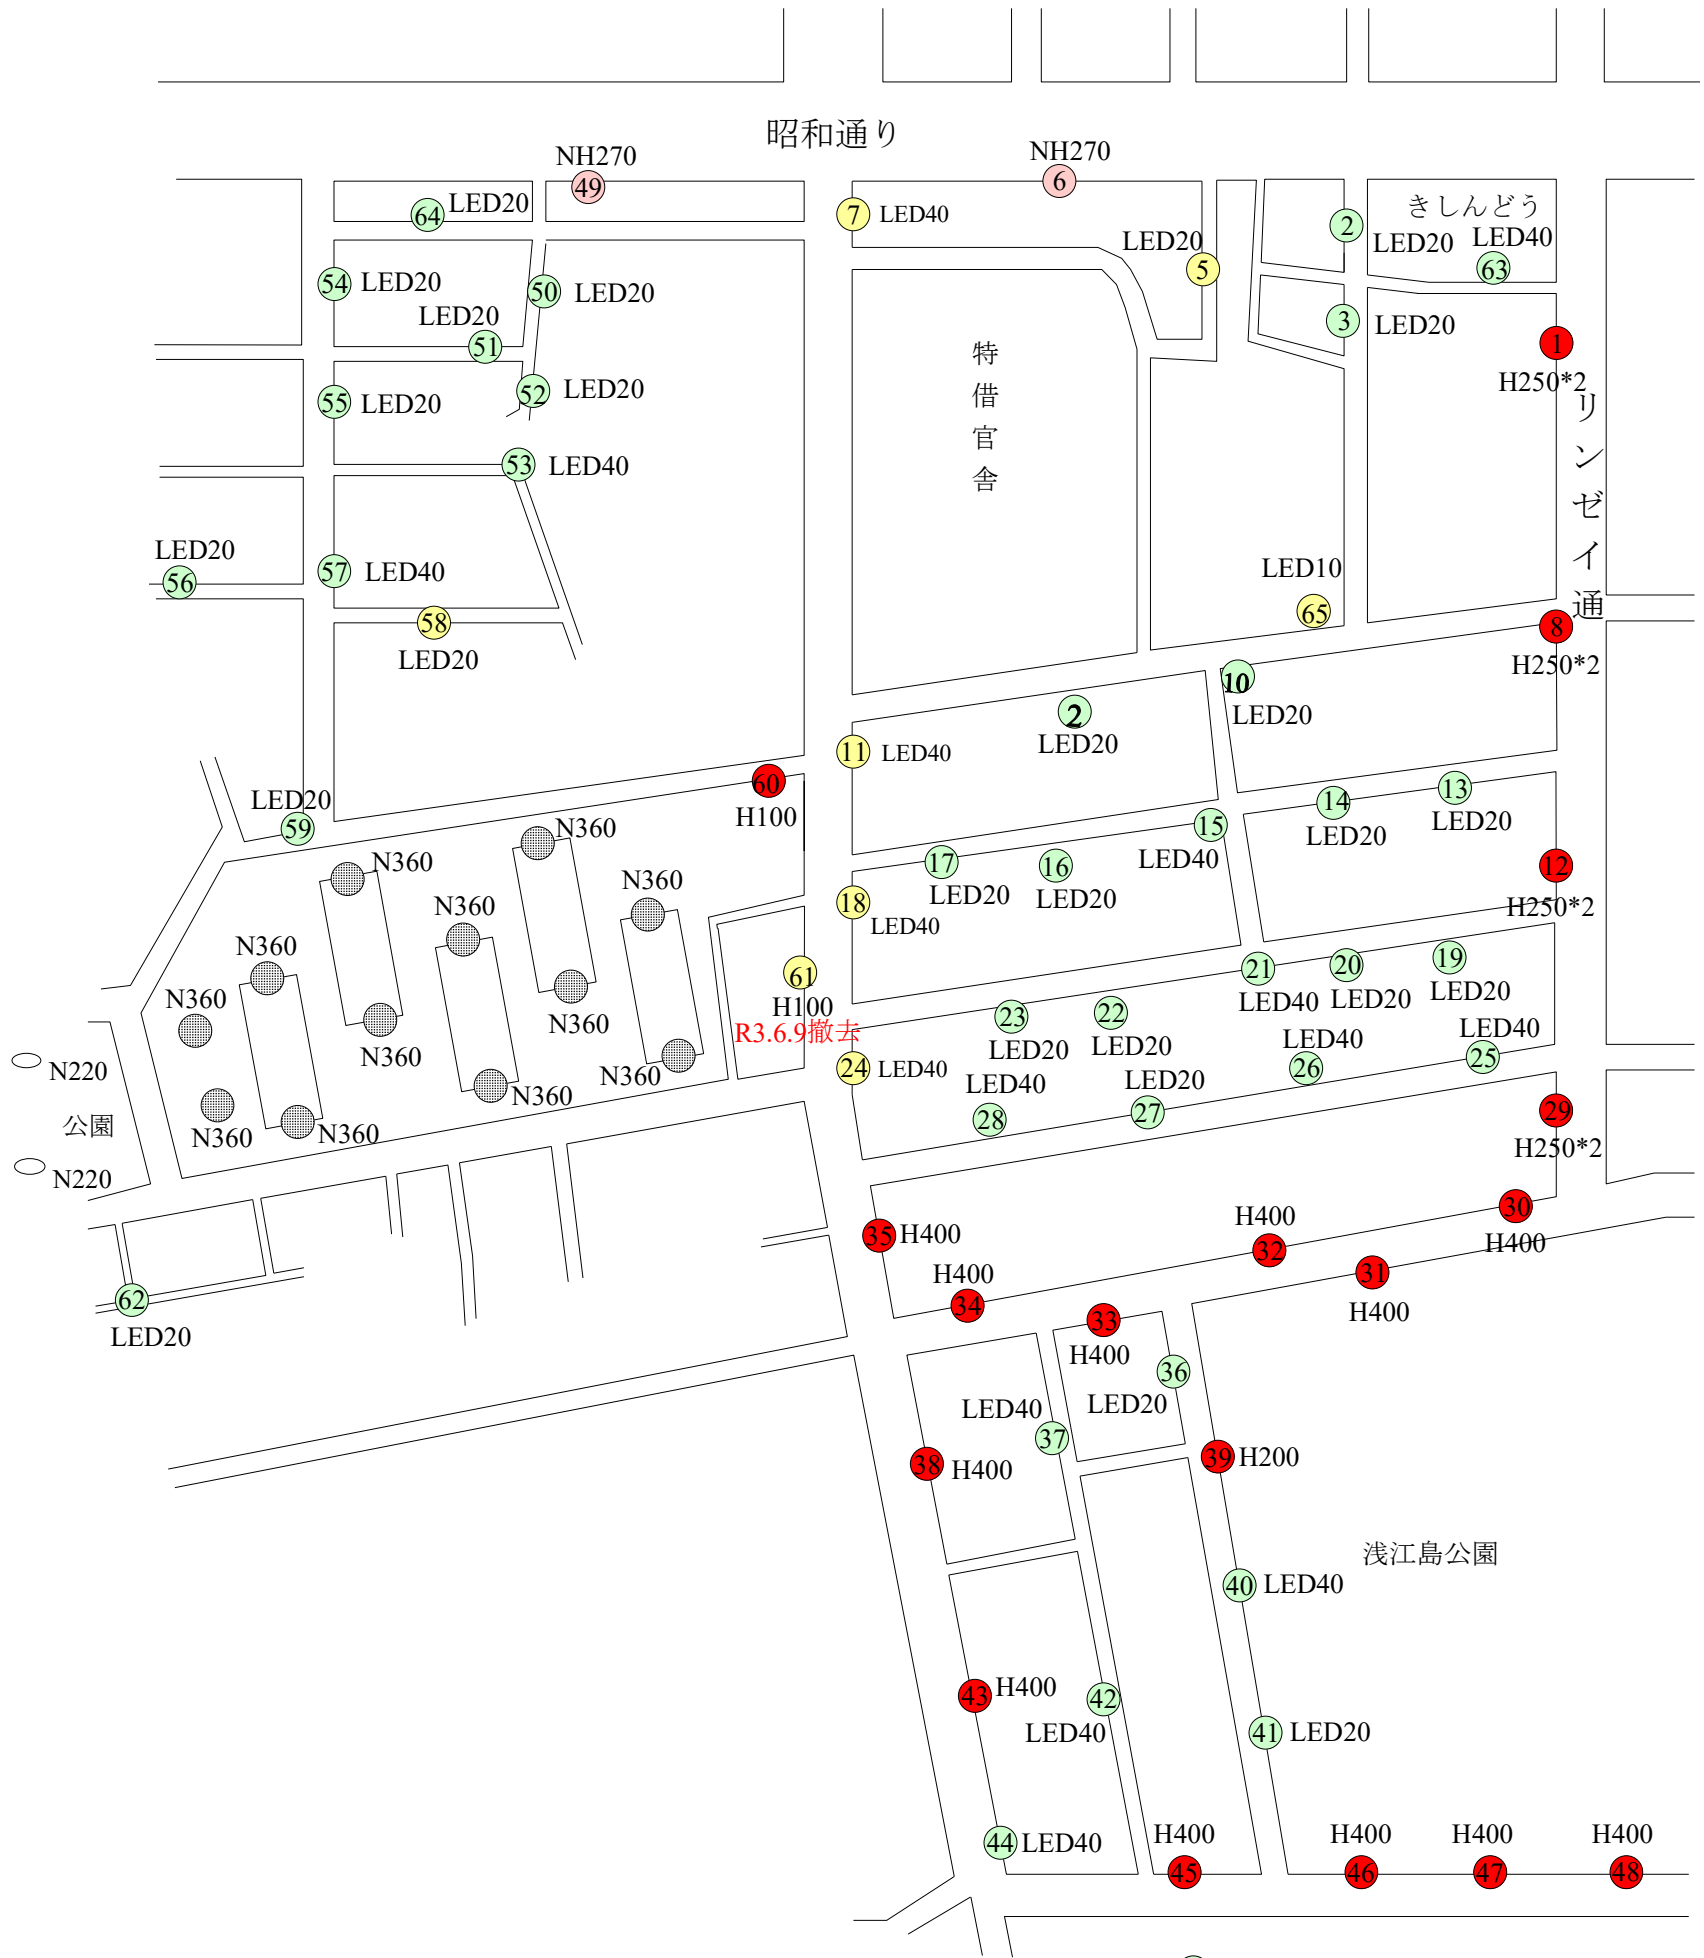 昭和通り
NH270
49
NH270
6
64
LED20
7
LED40
きしんどう
2
LED20
LED40
63
LED20
5
54
LED20
50
LED20
LED20
51
3
LED20
1
H250*2
リンゼイ通
特借官舎
55
LED20
52
LED20
53
LED40
LED20
56
57
LED40
58
LED20
LED10
65
8
H250*2
10
LED20
2
LED20
11
LED40
60
H100
LED20
59
13
LED20
14
LED20
15
LED40
12
H250*2
17
LED20
16
LED20
18
LED40
N360
N360
N360
N360
N360
N360
N360
N360
N360
N360
N360
N360
61
H100
R3.6.9撤去
19
LED20
20
LED20
21
LED40
22
LED20
23
LED20
24
LED40
LED40
25
LED40
26
LED20
27
LED40
28
N220
公園
N220
29
H250*2
30
H400
H400
32
31
H400
35
H400
H400
34
33
H400
62
LED20
36
LED20
LED40
37
38
H400
39
H200
浅江島公園
40
LED40
43
H400
42
LED40
41
LED20
44
LED40
H400
45
H400
46
H400
47
H400
48